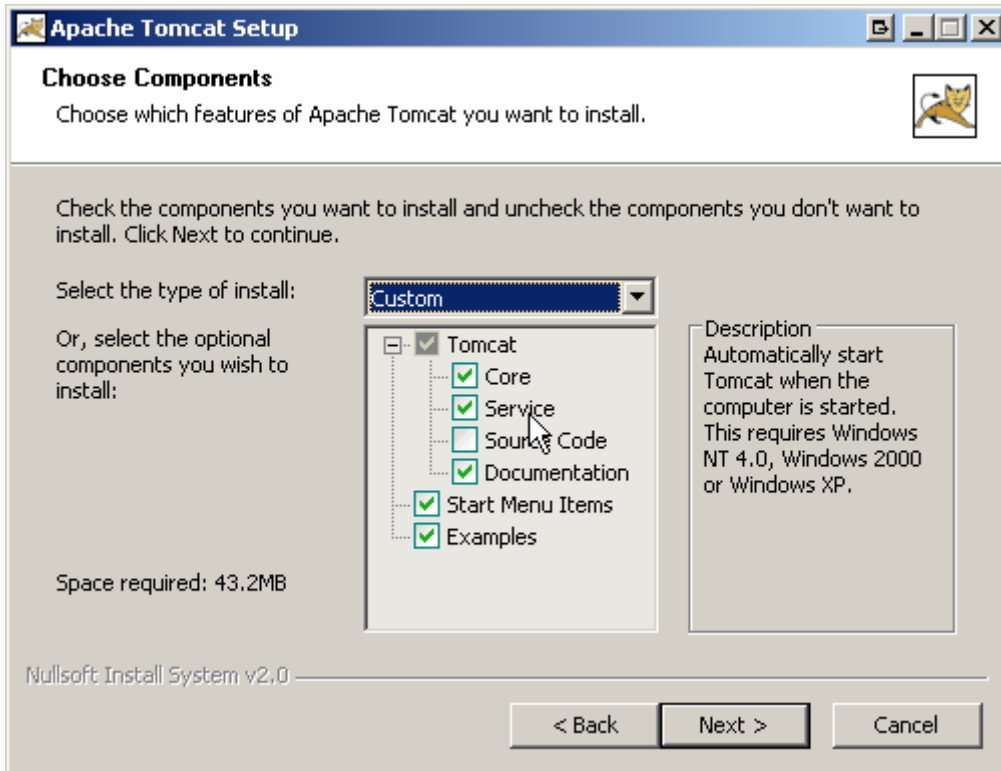 Apache Tomcat Setup
Choose Components
Choose which features of Apache Tomcat you want to install.
Check the components you want to install and uncheck the components you don't want to
install. Click Next to continue.
Select the type of install:
Custom
Or, select the optional
components you wish to
install:
Tomcat
Core
Service
Source Code
Documentation
Start Menu Items
Examples
Description
Automatically start
Tomcat when the
computer is started.
This requires Windows
NT 4.0, Windows 2000
or Windows XP.
Space required: 43.2MB
Nullsoft Install System v2.0
< Back
Next >
Cancel